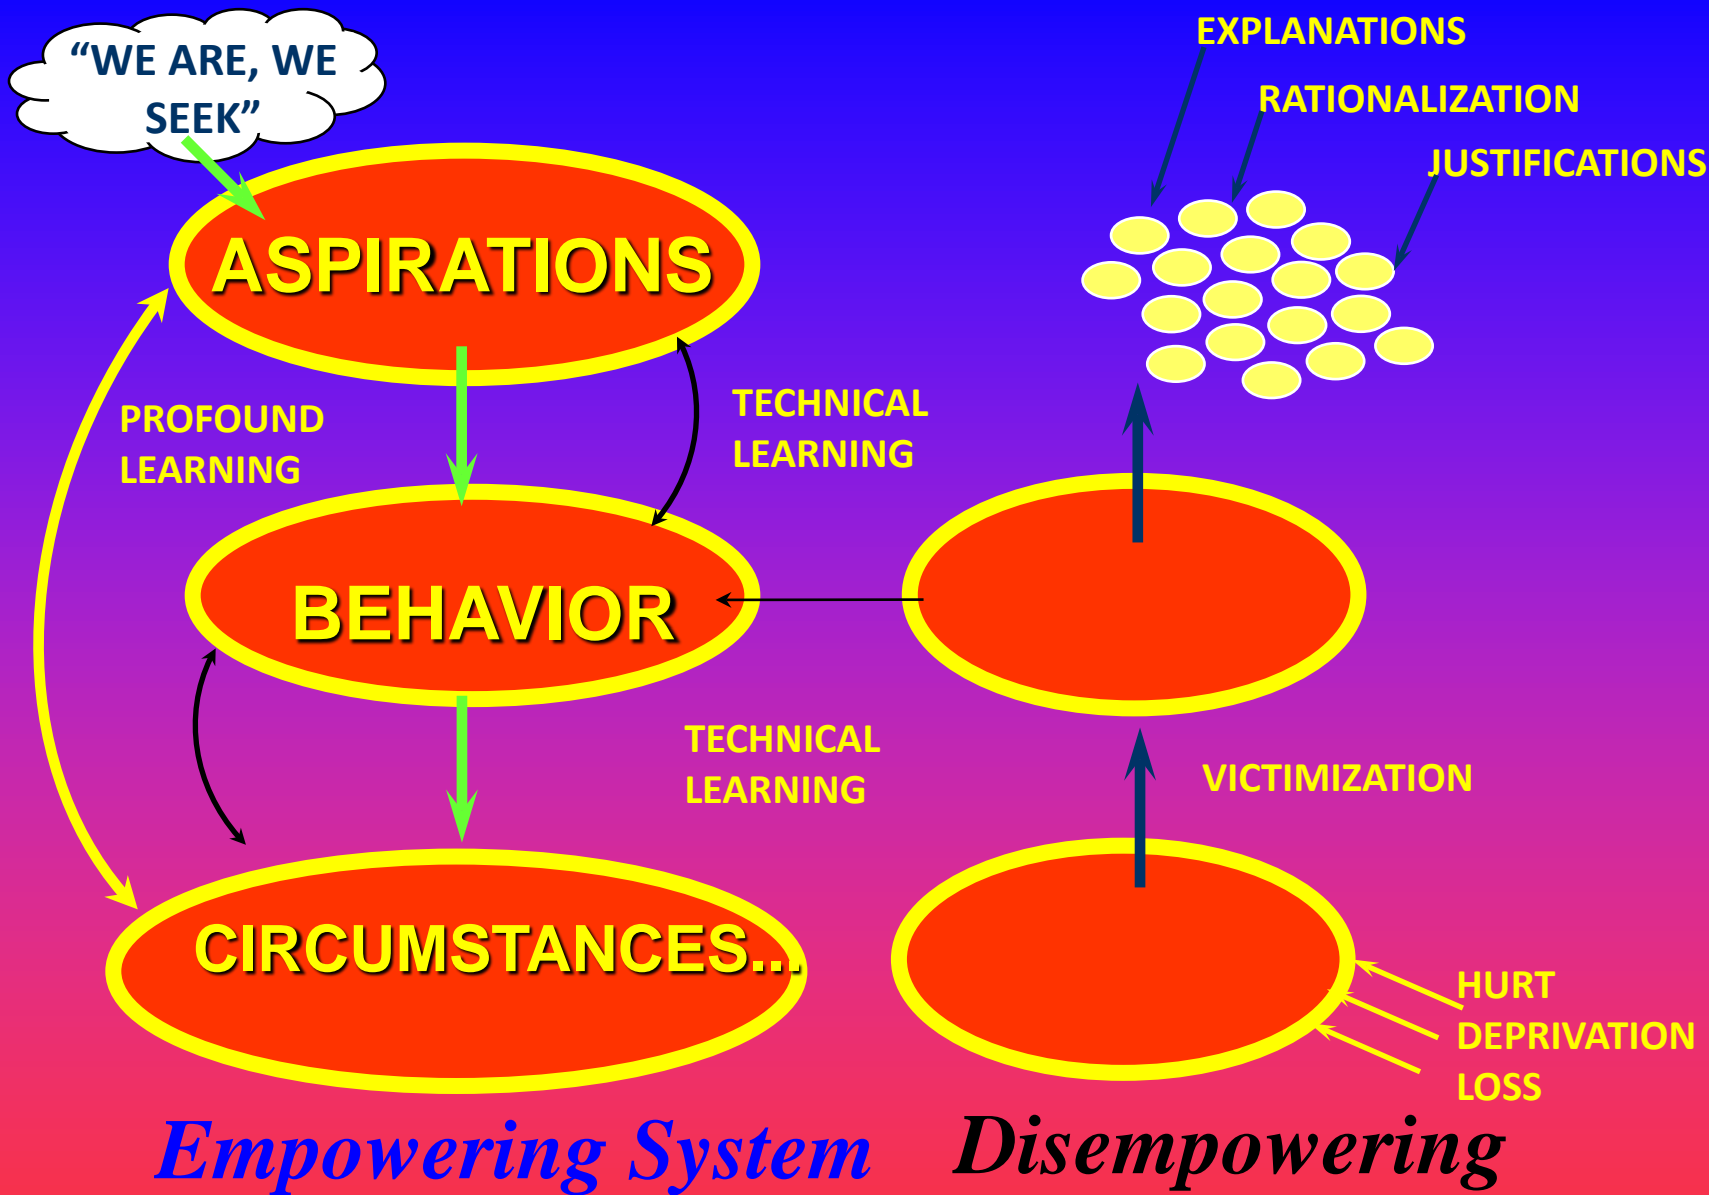 “WE ARE, WE
SEEK”
ASPIRATIONS
PROFOUND
LEARNING
TECHNICAL
LEARNING
BEHAVIOR
TECHNICAL
LEARNING
CIRCUMSTANCES...
Empowering System
EXPLANATIONS
RATIONALIZATION
JUSTIFICATIONS
VICTIMIZATION
HURT
DEPRIVATION
LOSS
Disempowering